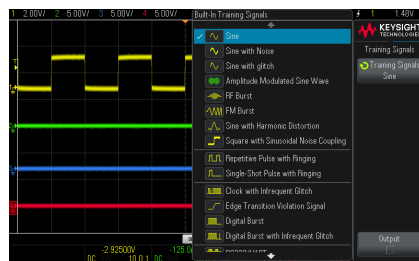 1 2.00V/ 2 5.00V/ 3 5.00V/ 4 5.00V/
Built-In Training Signals
1 1.48V
KEYSIGHT
TECHNOLOGIES
Training Signals
Training Signals
Sine
Sine
Sine with Noise
Sine with glitch
Amplitude Modulated Sine Wave
RF Burst
FM Burst
Sine with Harmonic Distortion
Square with Sinusoidal Noise Coupling
Repetitive Pulse with Ringing
Single-Shot Pulse with Ringing
Clock with Infrequent Glitch
Edge Transition Violation Signal
Digital Burst
Digital Burst with Infrequent Glitch
Output
-2.92500V
DC 10.0:1 DC